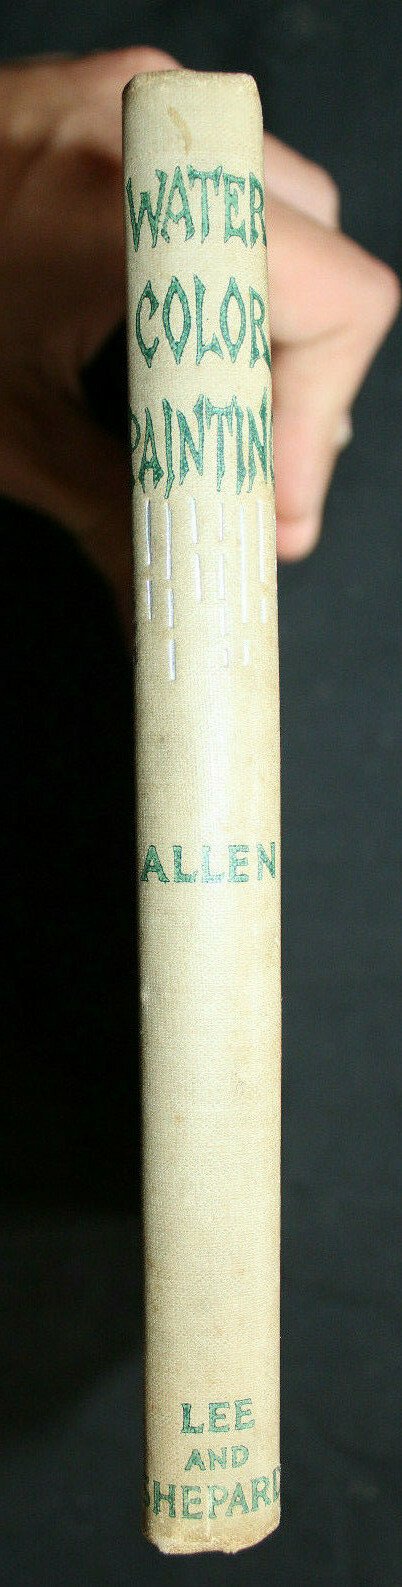 WATER
COLOR
PAINTING
ALLEN
LEE
AND
SHEPARD